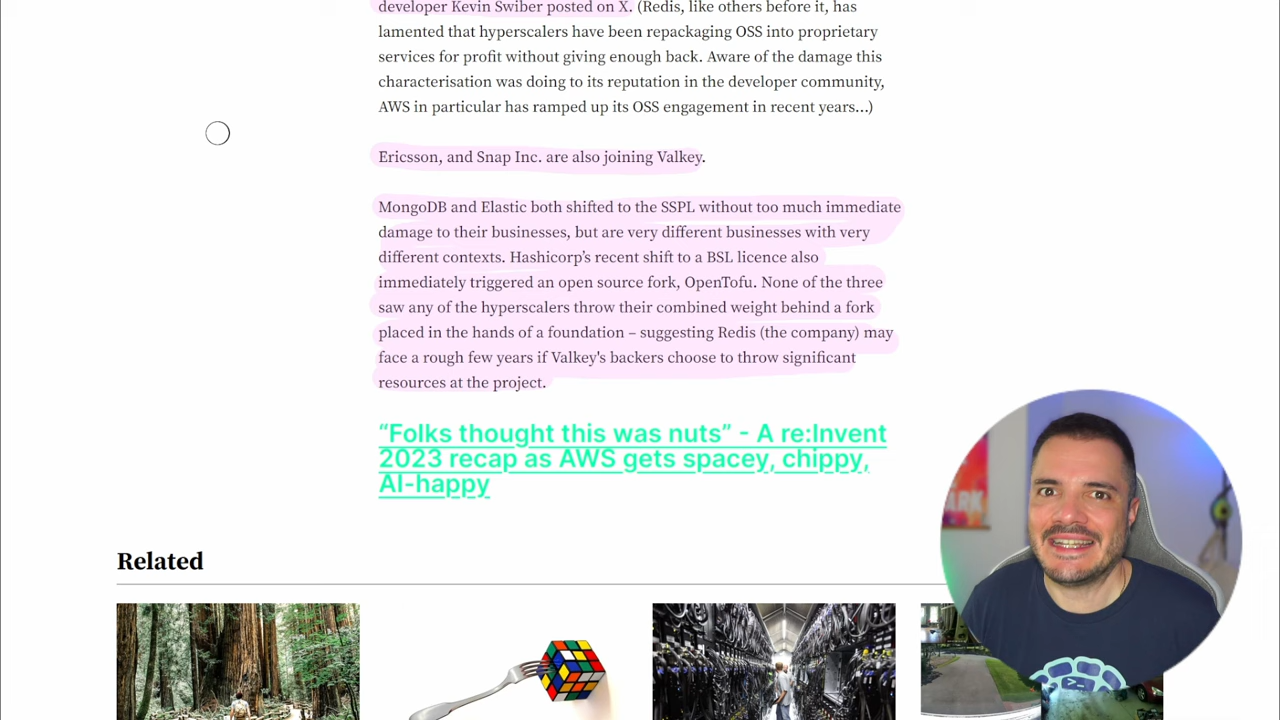 developer Kevin Swiber posted on X. (Redis, like others before it, has
lamented that hyperscalers have been repackaging OSS into proprietary
services for profit without giving enough back. Aware of the damage this
characterisation was doing to its reputation in the developer community,
AWS in particular has ramped up its OSS engagement in recent years…)
Ericsson, and Snap Inc. are also joining Valkey.
MongoDB and Elastic both shifted to the SSPL without too much immediate
damage to their businesses, but are very different businesses with very
different contexts. Hashicorp’s recent shift to a BSL licence also
immediately triggered an open source fork, OpenTofu. None of the three
saw any of the hyperscalers throw their combined weight behind a fork
placed in the hands of a foundation – suggesting Redis (the company) may
face a rough few years if Valkey's backers choose to throw significant
resources at the project.
“Folks thought this was nuts” - A re:Invent
2023 recap as AWS gets spacey, chippy,
AI-happy
Related